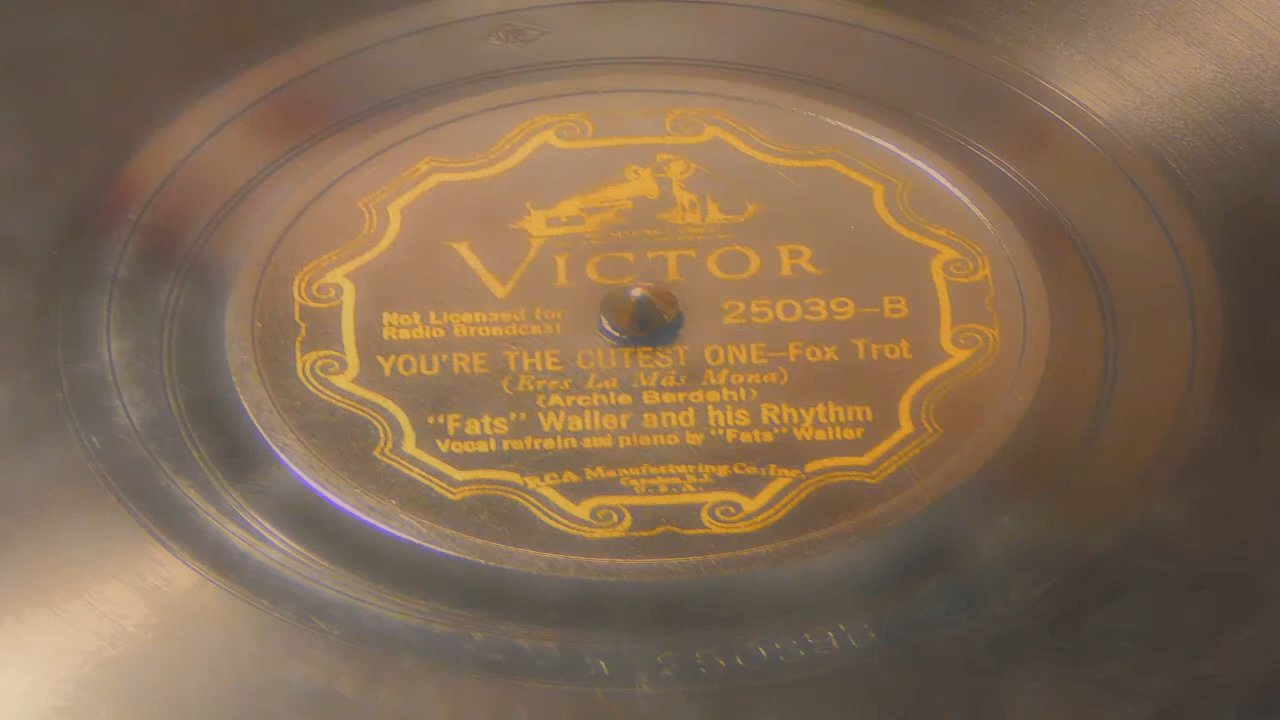 VICTOR
Not Licensed for
Radio Broadcast
25039-B
YOU'RE THE CUTEST ONE—Fox Trot
(Eres La Más Mona)
(Archie Berdahl)
"Fats" Waller and his Rhythm
Vocal refrain and piano by "Fats" Waller
RCA Manufacturing Co., Inc.
Camden, N.J.
U.S.A.